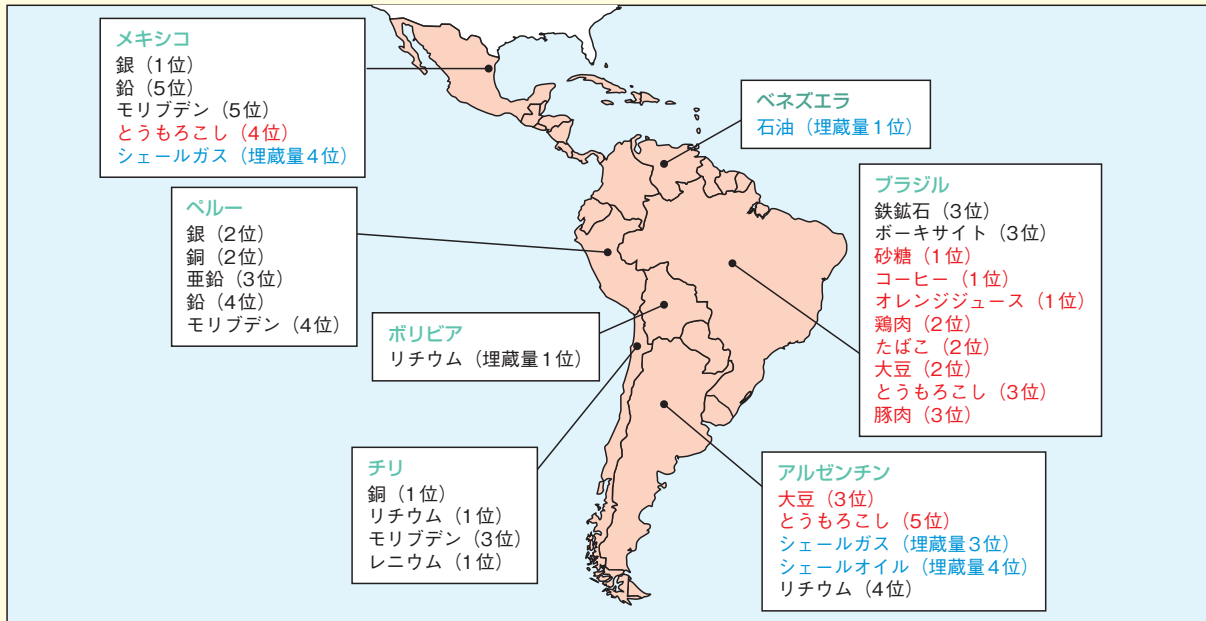 メキシコ
銀（1位）
鉛（5位）
モリブデン（5位）
とうもろこし（4位）
シェールガス（埋蔵量4位）
ベネズエラ
石油（埋蔵量1位）
ペルー
銀（2位）
銅（2位）
亜鉛（3位）
鉛（4位）
モリブデン（4位）
ブラジル
鉄鉱石（3位）
ボーキサイト（3位）
砂糖（1位）
コーヒー（1位）
オレンジジュース（1位）
鶏肉（2位）
たばこ（2位）
大豆（2位）
とうもろこし（3位）
豚肉（3位）
ボリビア
リチウム（埋蔵量1位）
チリ
銅（1位）
リチウム（1位）
モリブデン（3位）
レニウム（1位）
アルゼンチン
大豆（3位）
とうもろこし（5位）
シェールガス（埋蔵量3位）
シェールオイル（埋蔵量4位）
リチウム（4位）